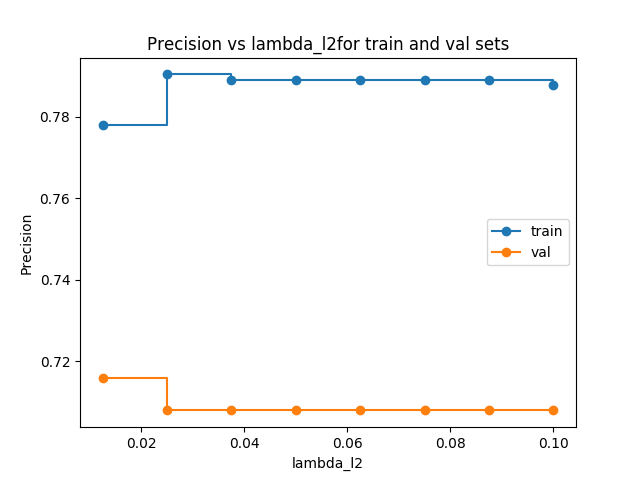 Precision vs lambda_l2for train and val sets
Precision
0.78
0.76
0.74
0.72
train
val
0.02
0.04
0.06
0.08
0.10
lambda_l2